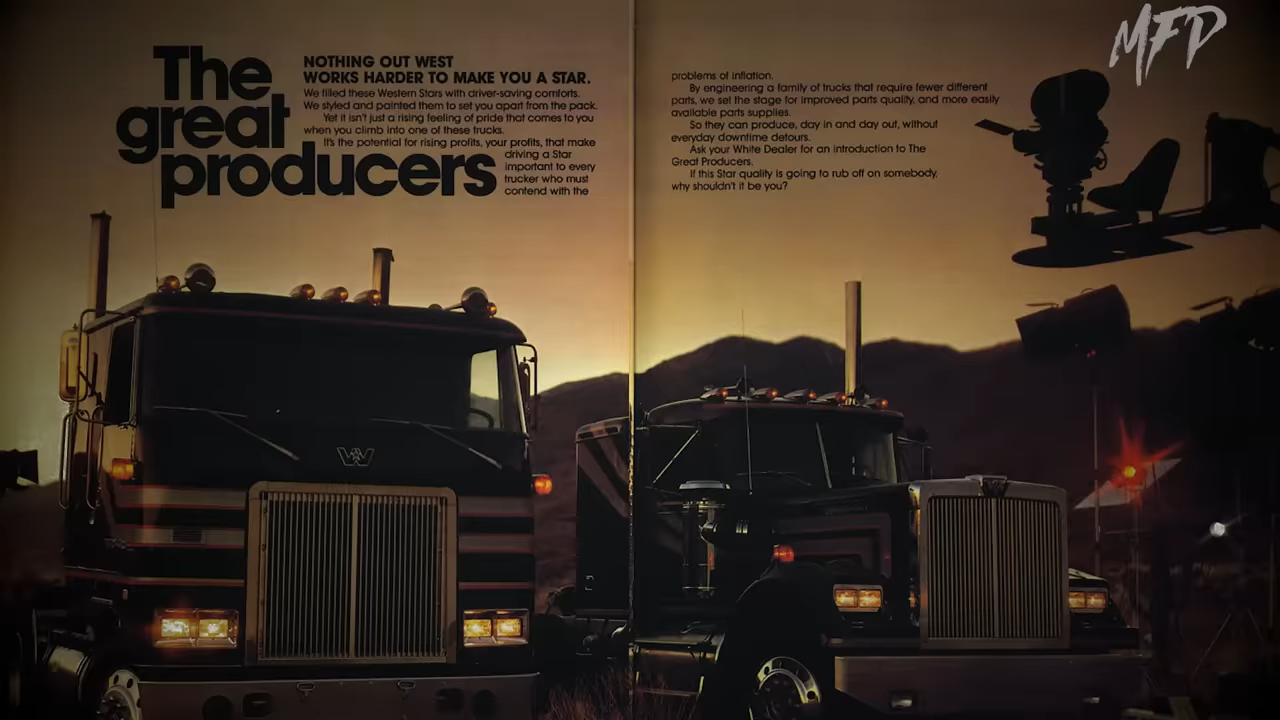 The
great
producers
NOTHING OUT WEST
WORKS HARDER TO MAKE YOU A STAR.
We filled these Western Stars with driver-saving comforts.
We styled and painted them to set you apart from the pack.
Yet it isn't just a rising feeling of pride that comes to you
when you climb into one of these trucks.
It's the potential for rising profits, your profits, that make
driving a Star
important to every
trucker who must
contend with the
problems of inflation.
By engineering a family of trucks that require fewer different
parts, we set the stage for improved parts quality, and more easily
available parts supplies.
So they can produce, day in and day out, without
everyday downtime detours.
Ask your White Dealer for an introduction to The
Great Producers.
If this Star quality is going to rub off on somebody,
why shouldn't it be you?
MFD